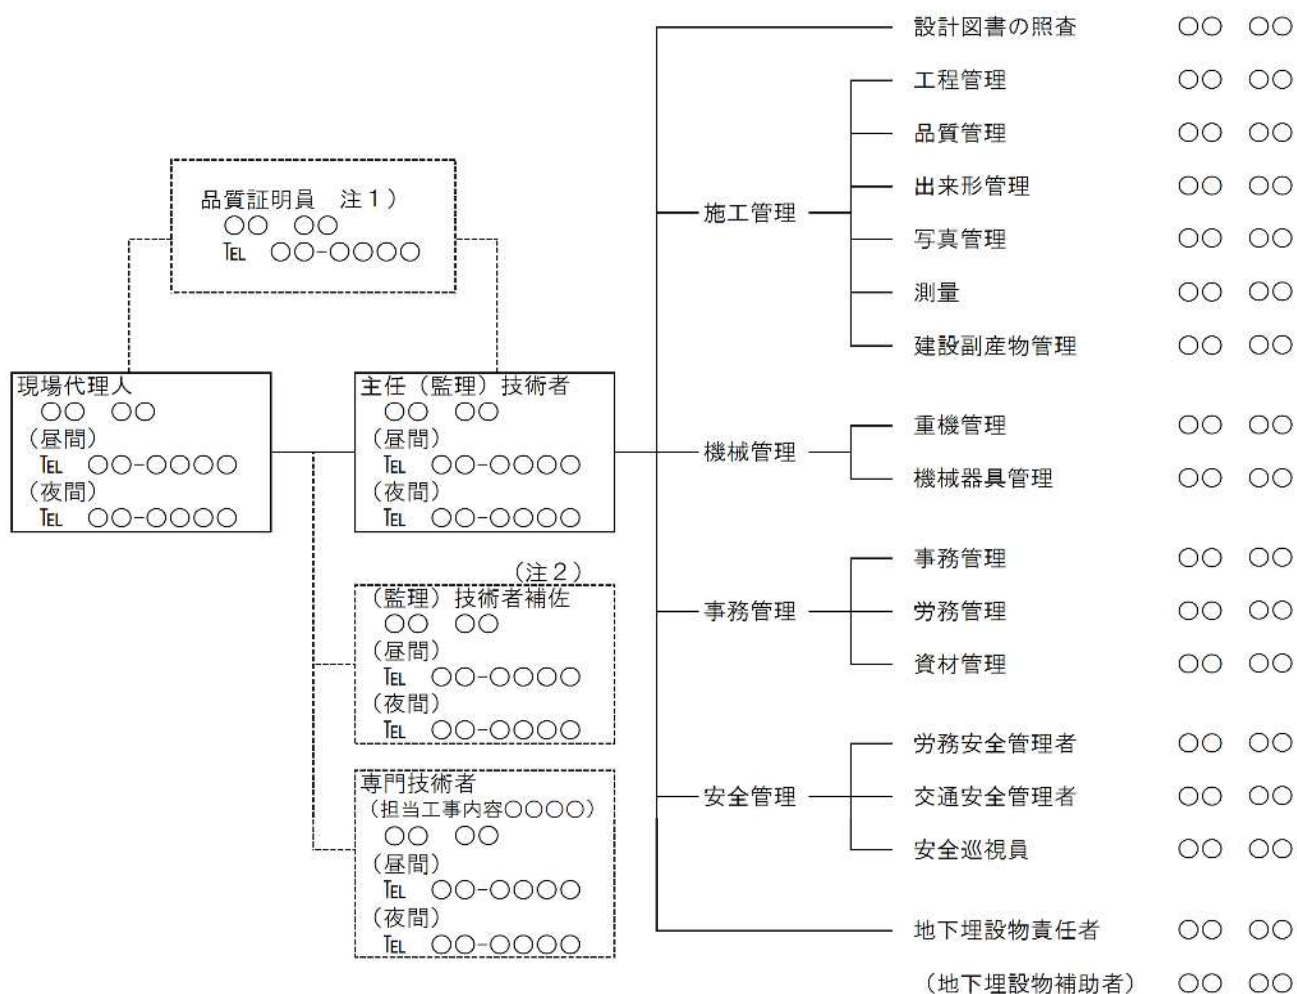 品質証明員　注１）
○○　○○
℡　○○-○○○○
現場代理人
○○　○○
（昼間）
℡　○○-○○○○
（夜間）
℡　○○-○○○○
主任（監理）技術者
○○　○○
（昼間）
℡　○○-○○○○
（夜間）
℡　○○-○○○○
（注２）
（監理）技術者補佐
○○　○○
（昼間）
℡　○○-○○○○
（夜間）
℡　○○-○○○○
専門技術者
（担当工事内容○○○○）
○○　○○
（昼間）
℡　○○-○○○○
（夜間）
℡　○○-○○○○
設計図書の照査　○○　○○
施工管理
工程管理　○○　○○
品質管理　○○　○○
出来形管理　○○　○○
写真管理　○○　○○
測量　○○　○○
建設副産物管理　○○　○○
機械管理
重機管理　○○　○○
機械器具管理　○○　○○
事務管理
事務管理　○○　○○
労務管理　○○　○○
資材管理　○○　○○
安全管理
労務安全管理者　○○　○○
交通安全管理者　○○　○○
安全巡視員　○○　○○
地下埋設物責任者　○○　○○
（地下埋設物補助者）　○○　○○